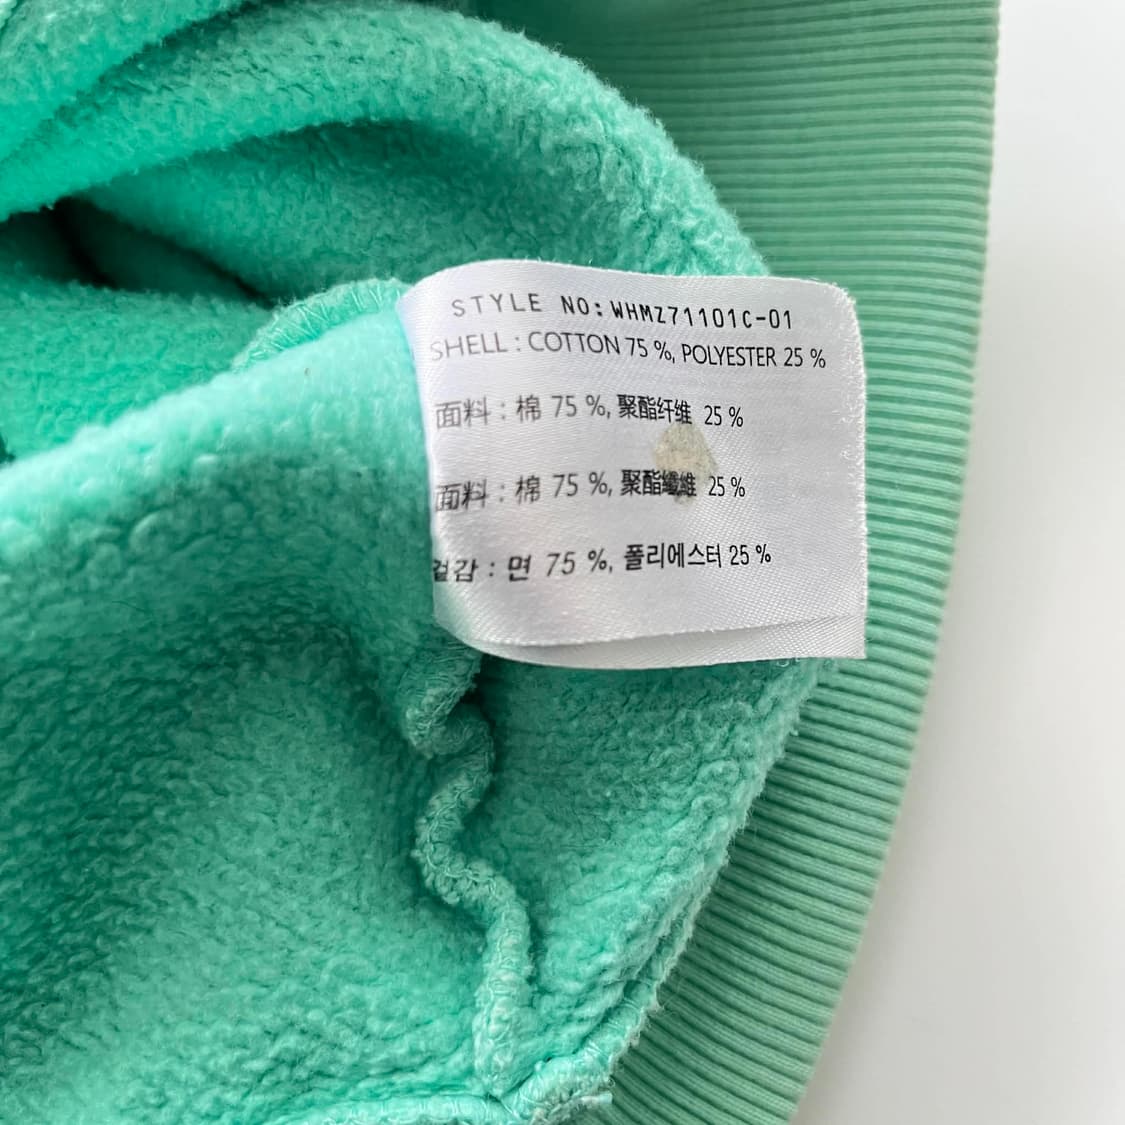 STYLE NO: WHMZ71101C-01
SHELL : COTTON 75 %, POLYESTER 25 %
面料 : 棉 75 %, 聚酯纤维 25 %
面料 : 棉 75 %, 聚酯纖維 25 %
겉감 : 면 75 %, 폴리에스터 25 %